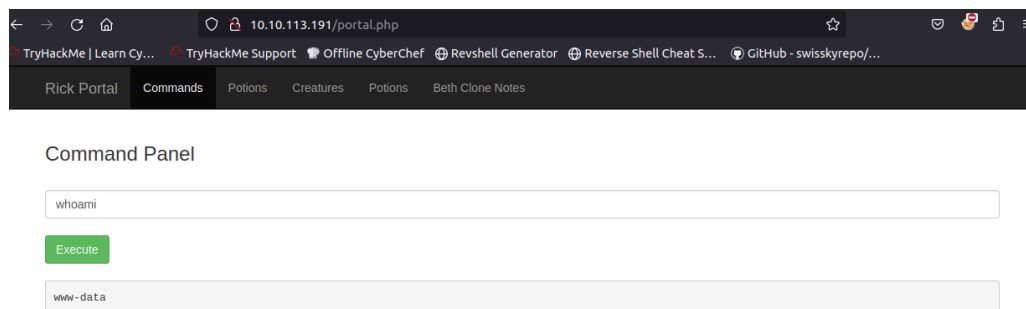 10.10.113.191/portal.php
TryHackMe | Learn Cy... TryHackMe Support Offline CyberChef Revshell Generator Reverse Shell Cheat S... GitHub - swisskyrepo/...
Rick Portal Commands Potions Creatures Potions Beth Clone Notes
Command Panel
whoami
Execute
www-data